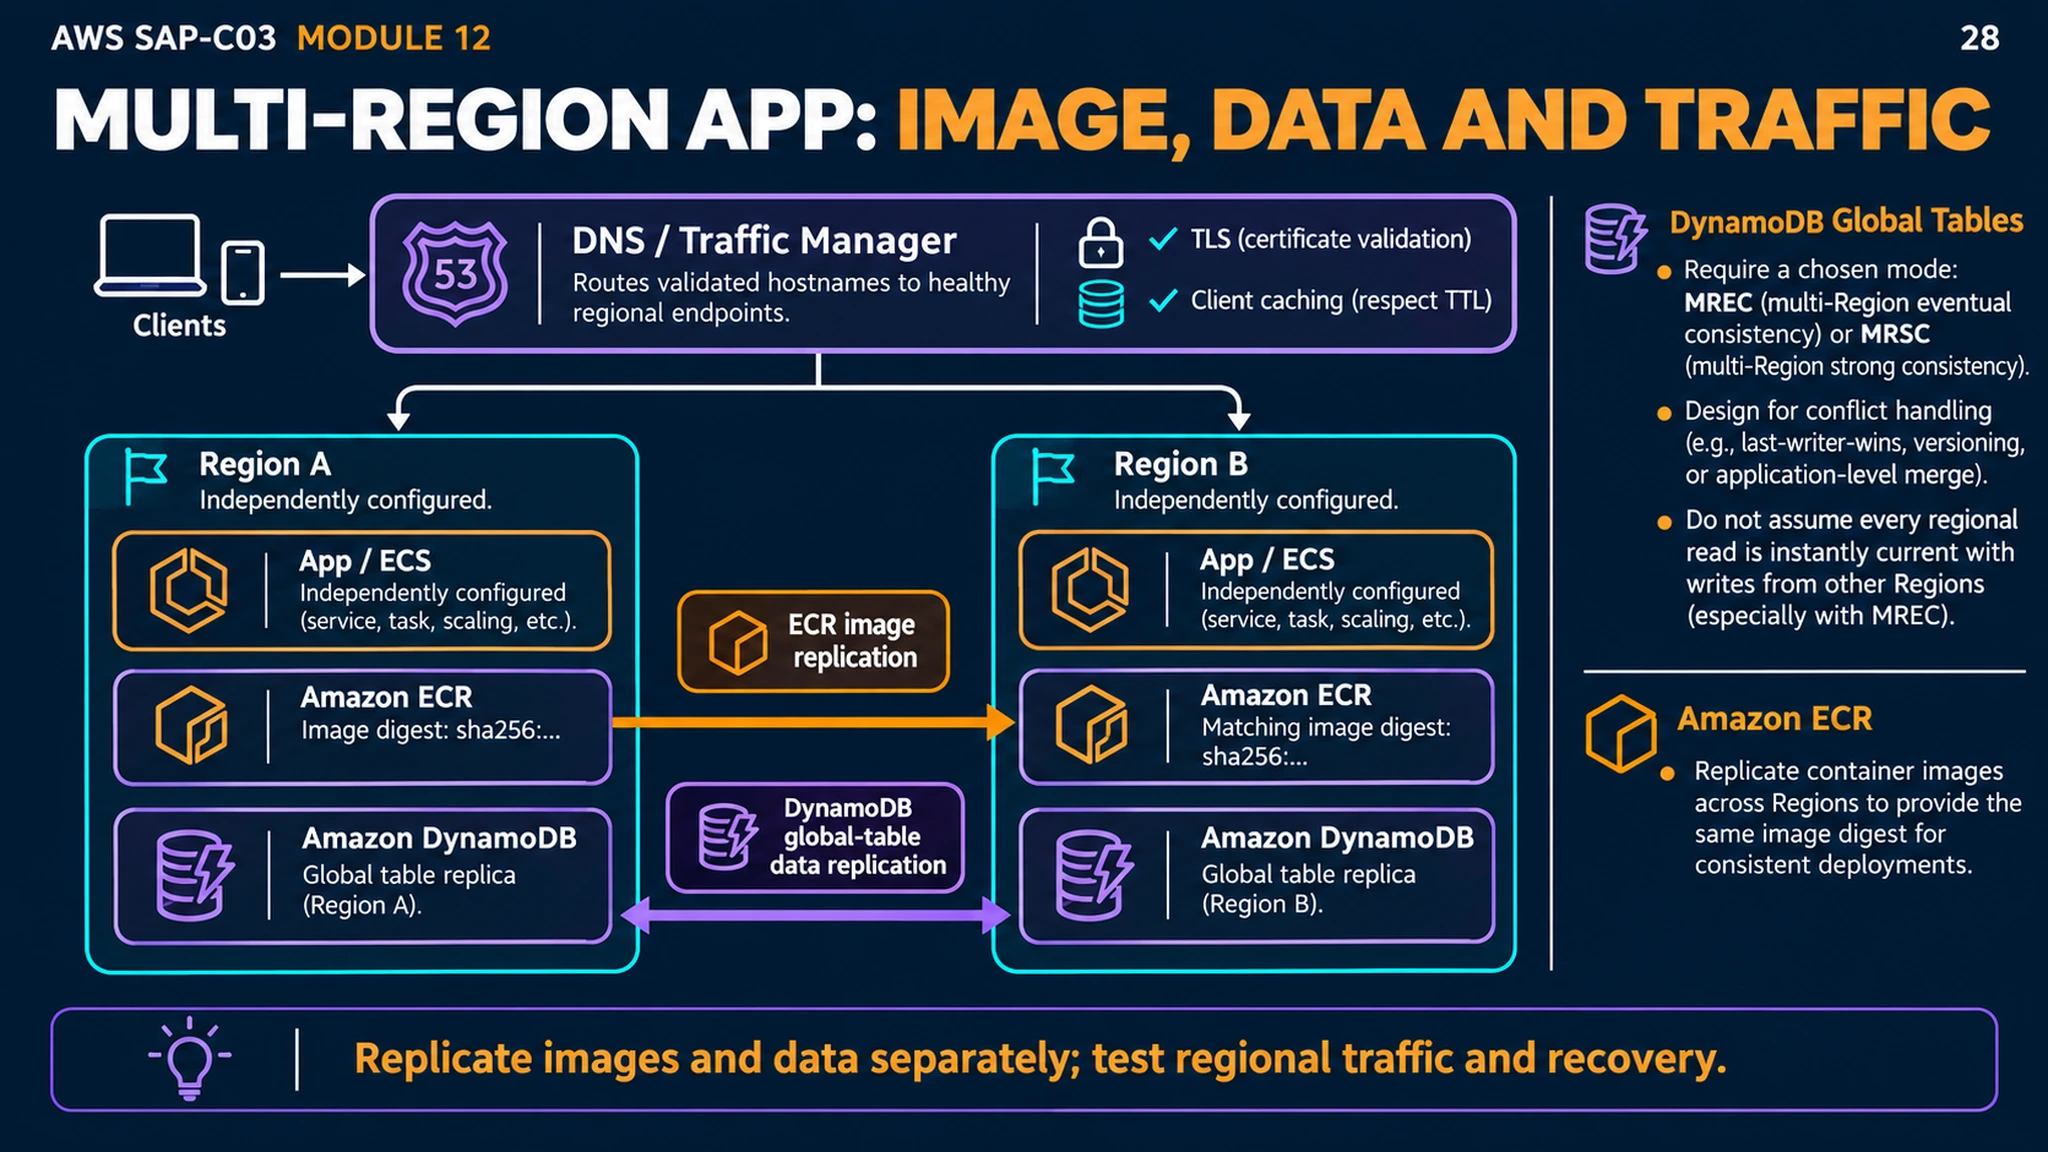 AWS SAP-C03 MODULE 12
28
MULTI-REGION APP: IMAGE, DATA AND TRAFFIC
Clients
53
DNS / Traffic Manager
Routes validated hostnames to healthy
regional endpoints.
TLS (certificate validation)
Client caching (respect TTL)
Region A
Independently configured.
App / ECS
Independently configured
(service, task, scaling, etc.).
Amazon ECR
Image digest: sha256:...
Amazon DynamoDB
Global table replica
(Region A).
ECR image
replication
DynamoDB
global-table
data replication
Region B
Independently configured.
App / ECS
Independently configured
(service, task, scaling, etc.).
Amazon ECR
Matching image digest:
sha256:...
Amazon DynamoDB
Global table replica
(Region B).
DynamoDB Global Tables
Require a chosen mode:
MREC (multi-Region eventual
consistency) or MRSC
(multi-Region strong consistency).
Design for conflict handling
(e.g., last-writer-wins, versioning,
or application-level merge).
Do not assume every regional
read is instantly current with
writes from other Regions
(especially with MREC).
Amazon ECR
Replicate container images
across Regions to provide the
same image digest for
consistent deployments.
Replicate images and data separately; test regional traffic and recovery.